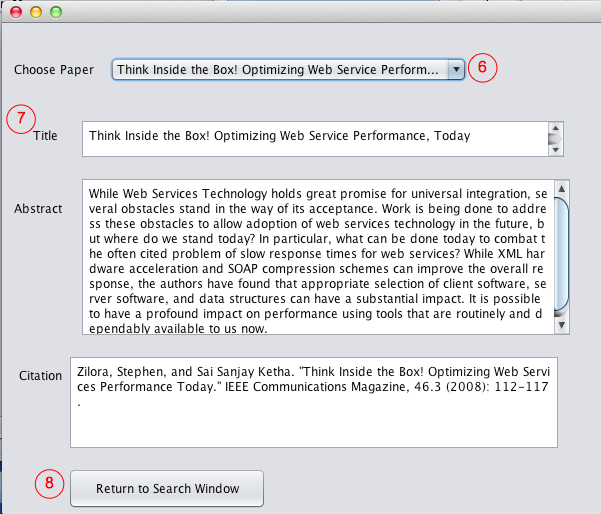 Choose Paper
Think Inside the Box! Optimizing Web Service Perform...
6
7
Title
Think Inside the Box! Optimizing Web Service Performance, Today
Abstract
While Web Services Technology holds great promise for universal integration, se
veral obstacles stand in the way of its acceptance. Work is being done to addre
ss these obstacles to allow adoption of web services technology in the future, b
ut where do we stand today? In particular, what can be done today to combat t
he often cited problem of slow response times for web services? While XML har
dware acceleration and SOAP compression schemes can improve the overall re
sponse, the authors have found that appropriate selection of client software, se
rver software, and data structures can have a substantial impact. It is possible
to have a profound impact on performance using tools that are routinely and d
ependably available to us now.
Citation
Zilora, Stephen, and Sai Sanjay Ketha. "Think Inside the Box! Optimizing Web Servi
ces Performance Today." IEEE Communications Magazine, 46.3 (2008): 112-117
.
8
Return to Search Window